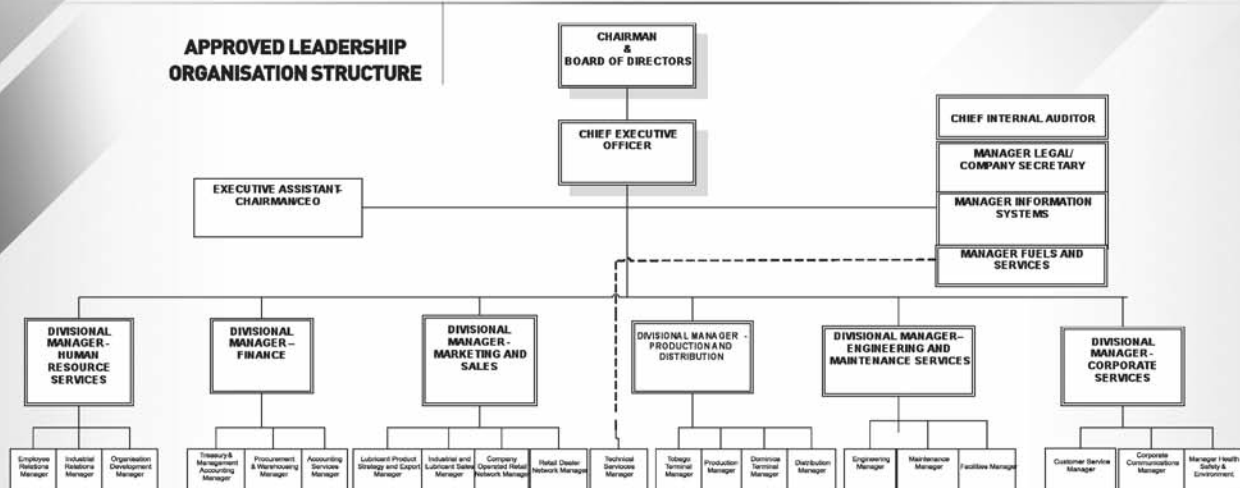 APPROVED LEADERSHIP
ORGANISATION STRUCTURE
CHAIRMAN
&
BOARD OF DIRECTORS
CHIEF EXECUTIVE
OFFICER
EXECUTIVE ASSISTANT-
CHAIRMAN/CEO
CHIEF INTERNAL AUDITOR
MANAGER LEGAL/
COMPANY SECRETARY
MANAGER INFORMATION
SYSTEMS
MANAGER FUELS AND
SERVICES
DIVISIONAL
MANAGER-
HUMAN
RESOURCE
SERVICES
DIVISIONAL
MANAGER–
FINANCE
DIVISIONAL
MANAGER-
MARKETING AND
SALES
DIVISIONAL MANAGER -
PRODUCTION AND
DISTRIBUTION
DIVISIONAL MANAGER–
ENGINEERING AND
MAINTENANCE SERVICES
DIVISIONAL
MANAGER-
CORPORATE
SERVICES
Employee
Relations
Manager
Industrial
Relations
Manager
Organisation
Development
Manager
Treasury &
Management
Accounting
Manager
Procurement
& Warehousing
Manager
Accounting
Services
Manager
Lubricant Product
Strategy and Export
Manager
Industrial and
Lubricant Sales
Manager
Company
Operated Retail
Network Manager
Retail Dealer
Network Manager
Technical
Services
Manager
Tobago
Terminal
Manager
Production
Manager
Dominica
Terminal
Manager
Distribution
Manager
Engineering
Manager
Maintenance
Manager
Facilities Manager
Customer Service
Manager
Corporate
Communications
Manager
Manager Health
Safety &
Environment